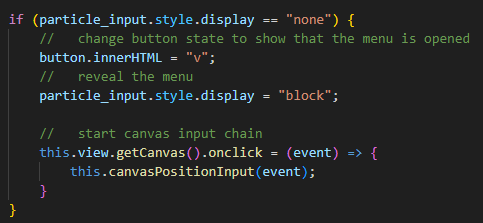 if (particle_input.style.display == "none") {
    //   change button state to show that the menu is opened
    button.innerHTML = "v";
    //   reveal the menu
    particle_input.style.display = "block";

    //   start canvas input chain
    this.view.getCanvas().onclick = (event) => {
        this.canvasPositionInput(event);
    }
}